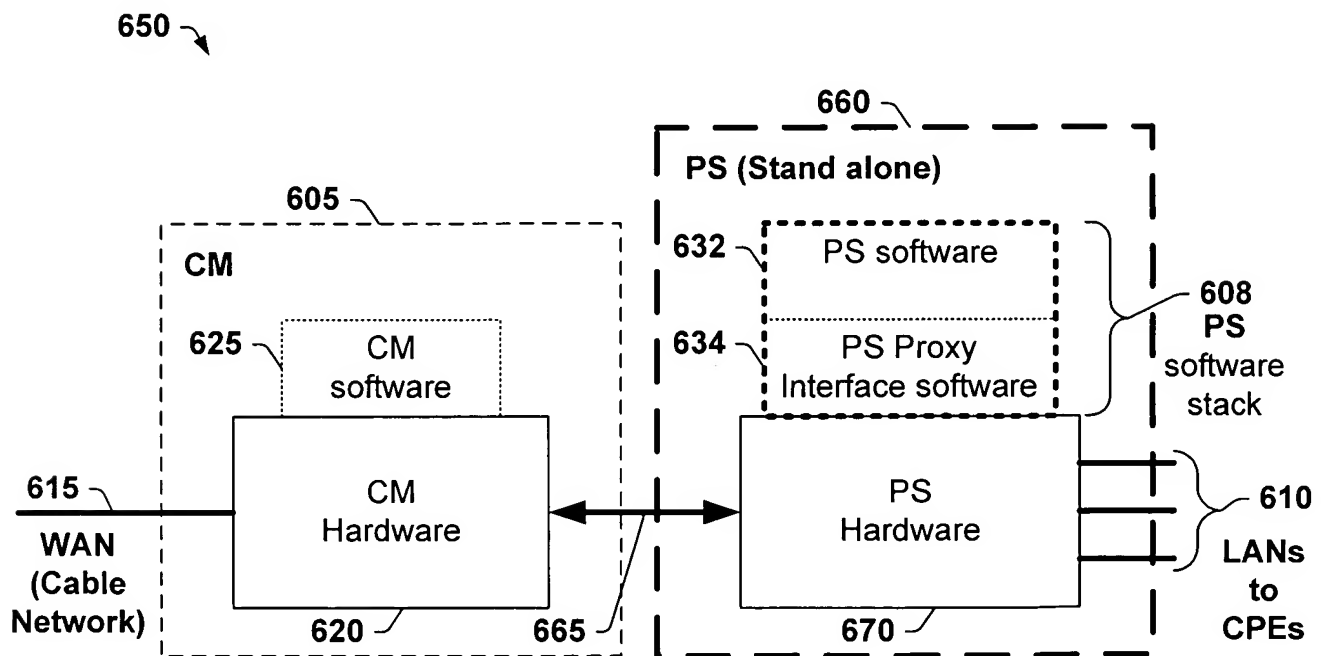 650
660
PS (Stand alone)
605
CM
632
PS software
608
PS
software
stack
625
CM
software
634
PS Proxy
Interface software
615
CM
Hardware
PS
Hardware
610
WAN
(Cable
Network)
LANs
to
CPEs
620
665
670